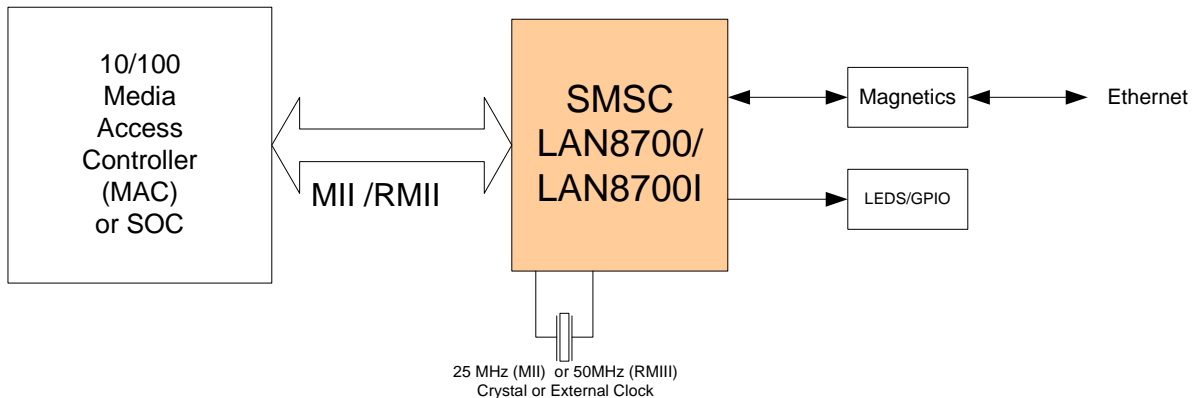 10/100
Media
Access
Controller
(MAC)
or SOC
MII /RMII
SMSC
LAN8700/
LAN8700I
Magnetics
Ethernet
LEDS/GPIO
25 MHz (MII)  or 50MHz (RMIII)
Crystal or External Clock